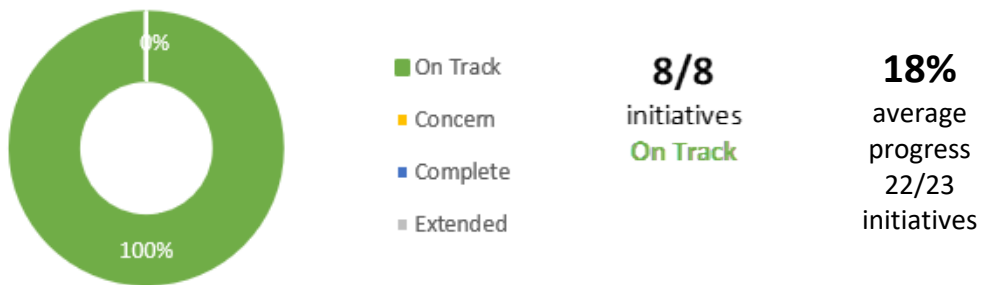 0%
100%
On Track
Concern
Complete
Extended
8/8
initiatives
On Track
18%
average
progress
22/23
initiatives